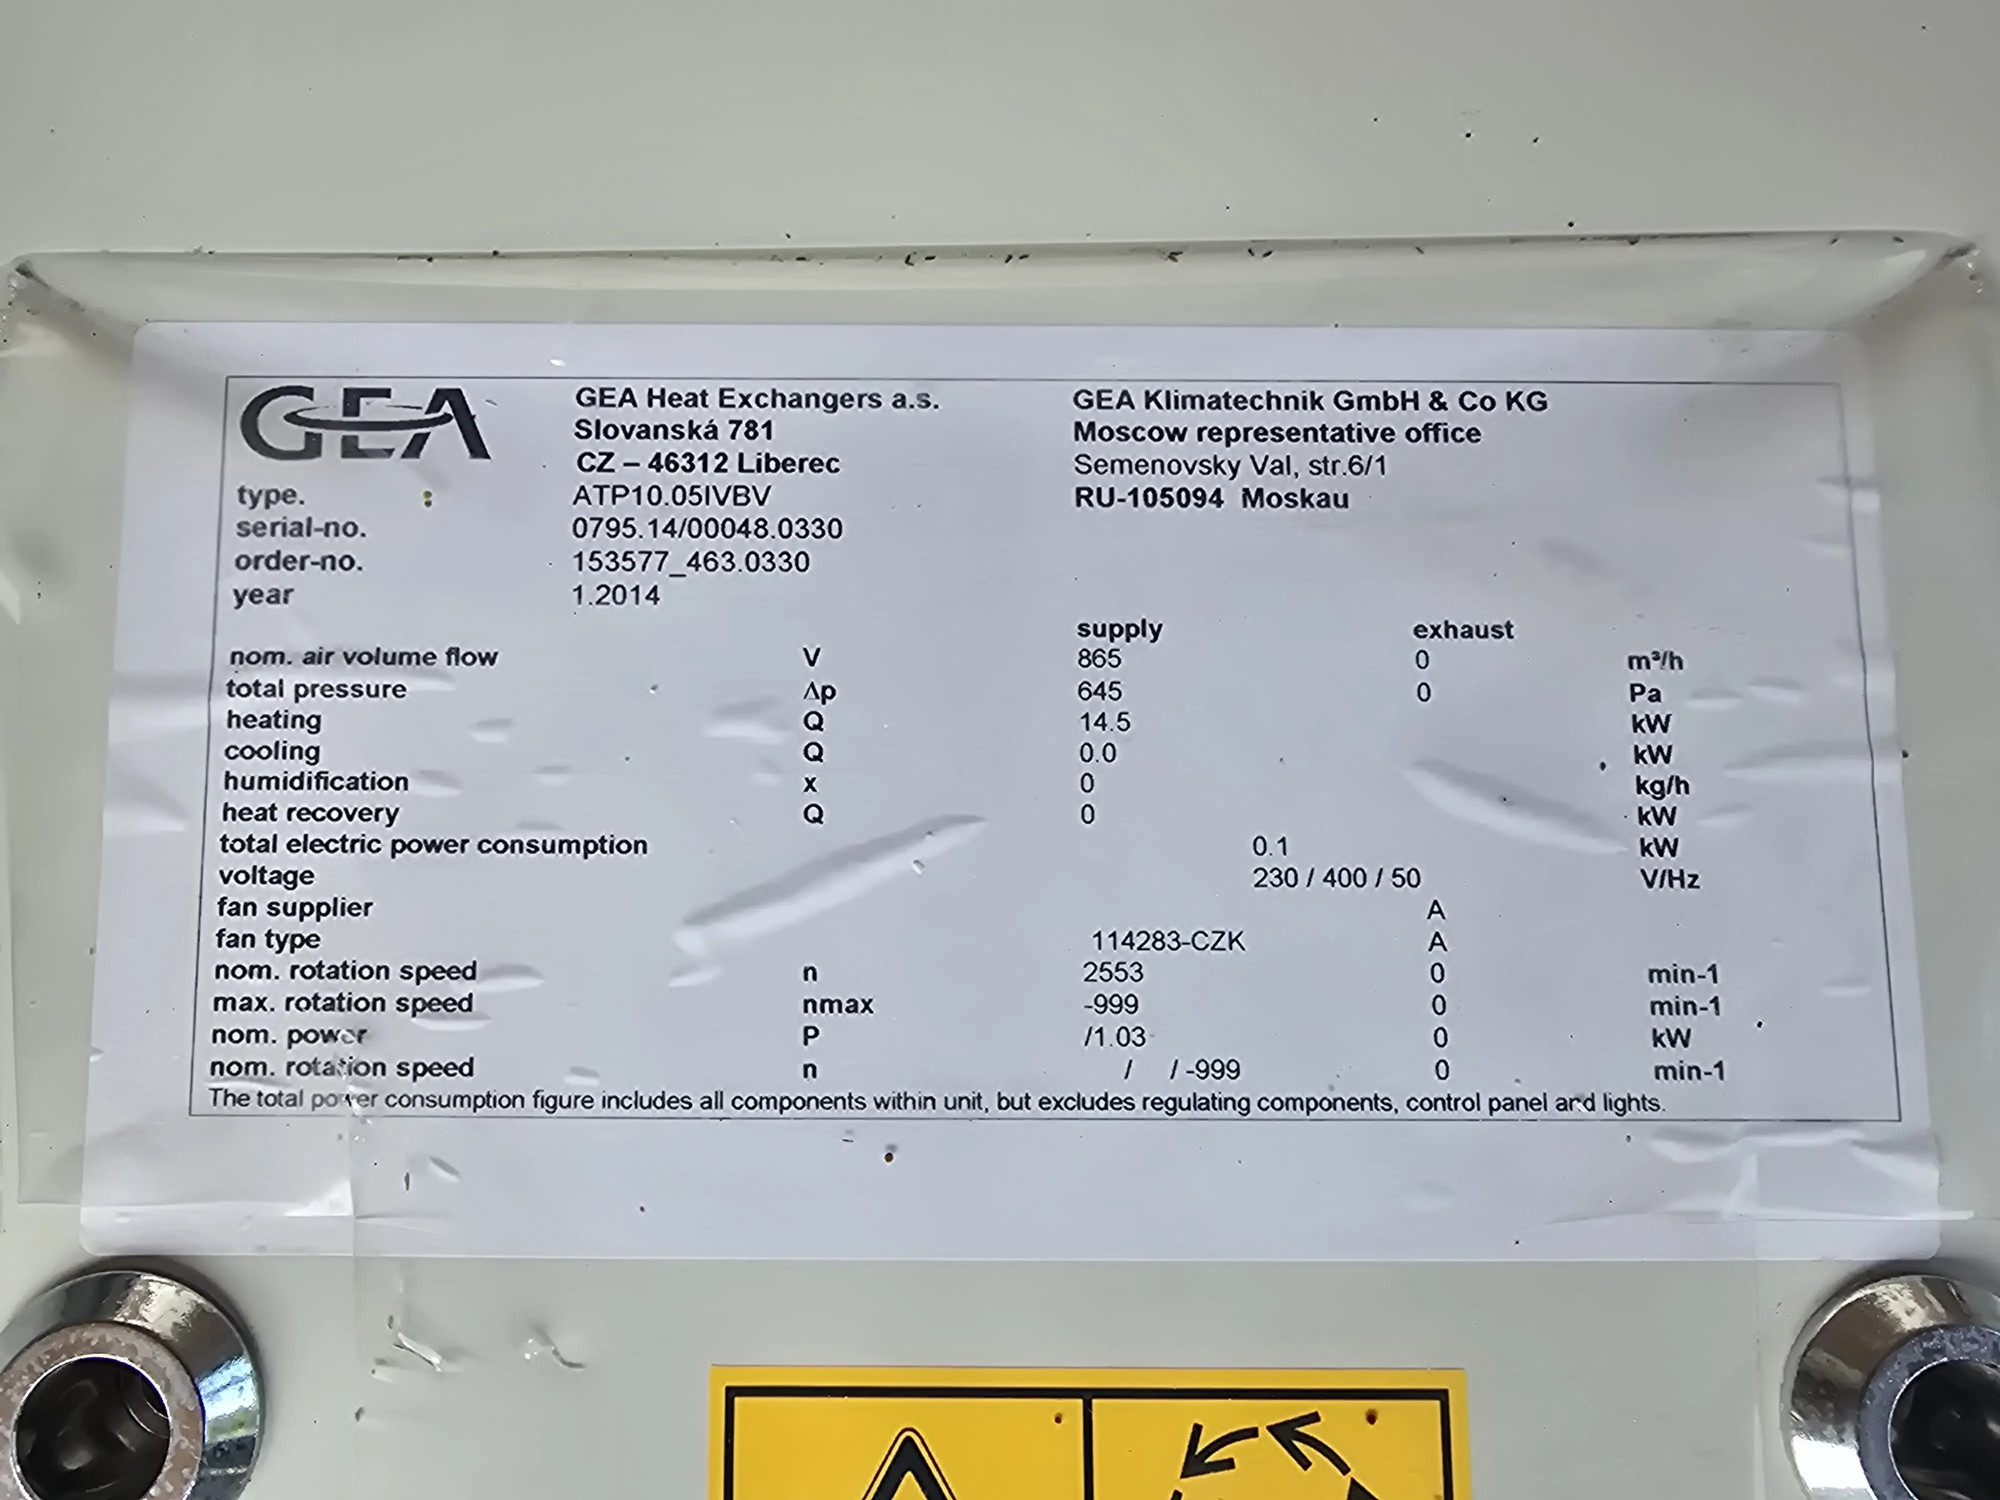 GEA
GEA Heat Exchangers a.s.
Slovanská 781
CZ – 46312 Liberec
GEA Klimatechnik GmbH & Co KG
Moscow representative office
Semenovsky Val, str.6/1
RU-105094 Moskau
type. : ATP10.05IVBV
serial-no. 0795.14/00048.0330
order-no. 153577_463.0330
year 1.2014
supply exhaust
nom. air volume flow V 865 0 m³/h
total pressure Δp 645 0 Pa
heating Q 14.5 kW
cooling Q 0.0 kW
humidification x 0 kg/h
heat recovery Q 0 kW
total electric power consumption 0.1 kW
voltage 230 / 400 / 50 V/Hz
fan supplier A
fan type 114283-CZK A
nom. rotation speed n 2553 0 min-1
max. rotation speed nmax -999 0 min-1
nom. power P /1.03 0 kW
nom. rotation speed n / / -999 0 min-1
The total power consumption figure includes all components within unit, but excludes regulating components, control panel and lights.